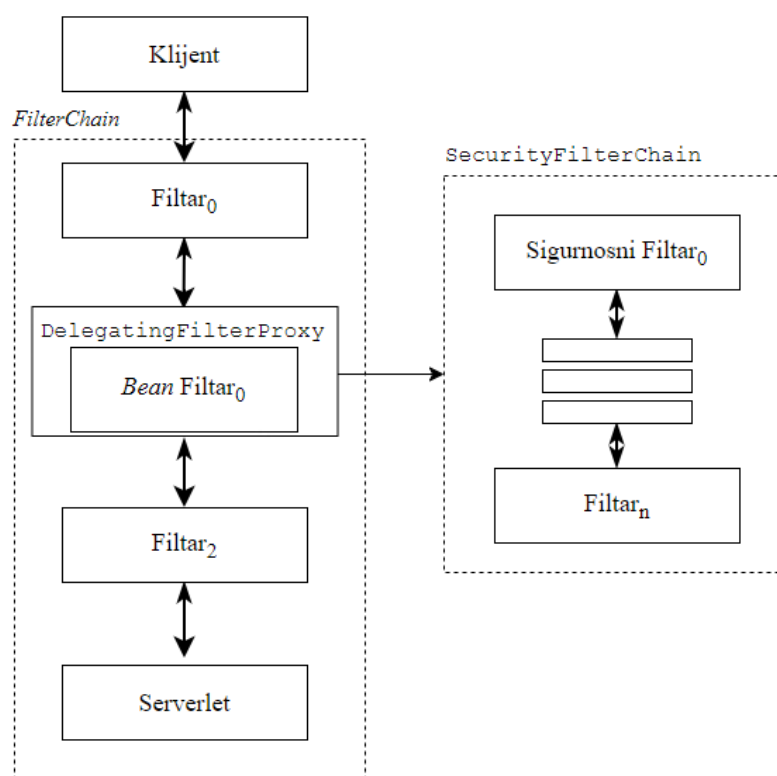 Klijent
FilterChain
Filtar₀
DelegatingFilterProxy
Bean Filtar₀
Filtar₂
Serverlet
SecurityFilterChain
Sigurnosni Filtar₀
Filtarₙ